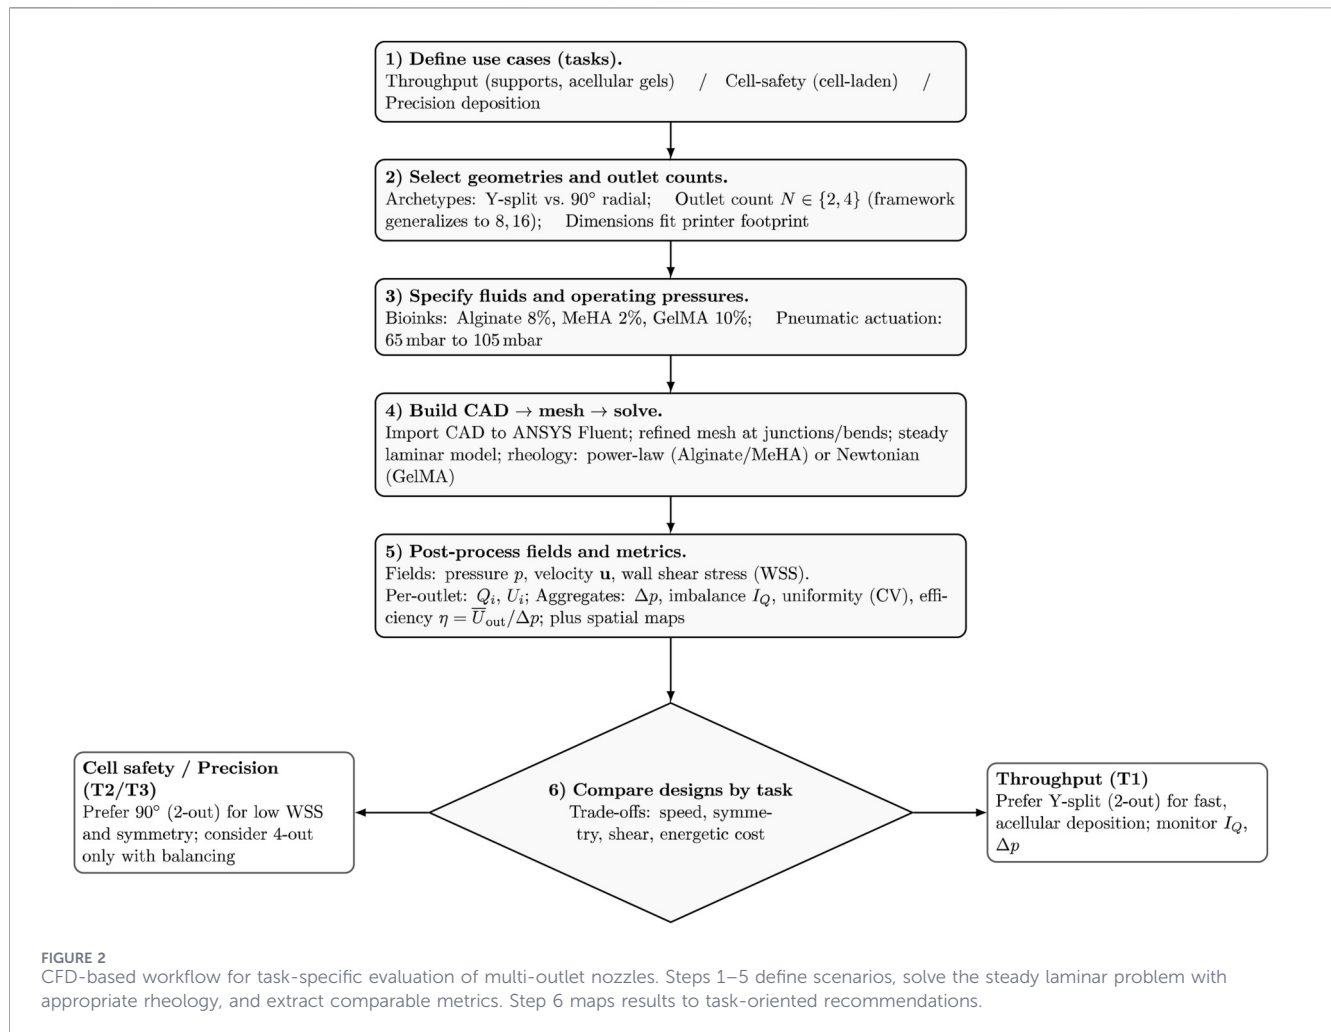 1) Define use cases (tasks).
Throughput (supports, acellular gels) / Cell-safety (cell-laden) /
Precision deposition
2) Select geometries and outlet counts.
Archetypes: Y-split vs. 90° radial; Outlet count N ∈ {2, 4} (framework
generalizes to 8, 16); Dimensions fit printer footprint
3) Specify fluids and operating pressures.
Bioinks: Alginate 8%, MeHA 2%, GelMA 10%; Pneumatic actuation:
65 mbar to 105 mbar
4) Build CAD → mesh → solve.
Import CAD to ANSYS Fluent; refined mesh at junctions/bends; steady
laminar model; rheology: power-law (Alginate/MeHA) or Newtonian
(GelMA)
5) Post-process fields and metrics.
Fields: pressure p, velocity u, wall shear stress (WSS).
Per-outlet: Q_i, U_i; Aggregates: Δp, imbalance I_Q, uniformity (CV), effi-
ciency η = U̅_out/Δp; plus spatial maps
6) Compare designs by task
Trade-offs: speed, symme-
try, shear, energetic cost
Cell safety / Precision
(T2/T3)
Prefer 90° (2-out) for low WSS
and symmetry; consider 4-out
only with balancing
Throughput (T1)
Prefer Y-split (2-out) for fast,
acellular deposition; monitor I_Q,
Δp
FIGURE 2
CFD-based workflow for task-specific evaluation of multi-outlet nozzles. Steps 1–5 define scenarios, solve the steady laminar problem with
appropriate rheology, and extract comparable metrics. Step 6 maps results to task-oriented recommendations.